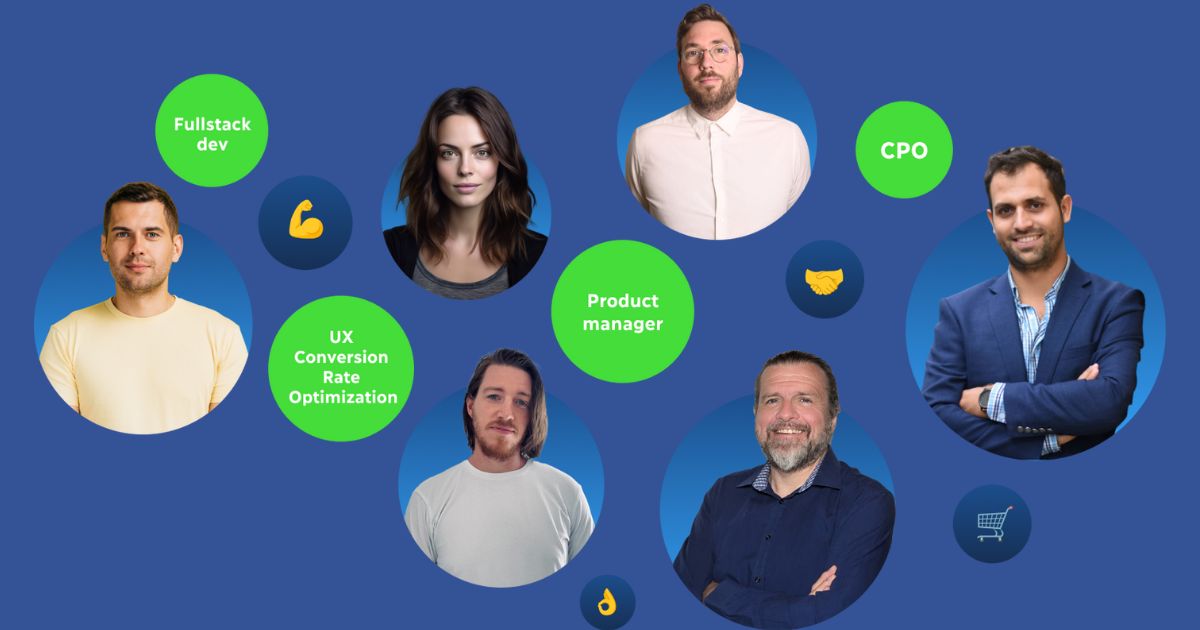 Fullstack
dev
CPO
Product
manager
UX
Conversion
Rate
Optimization